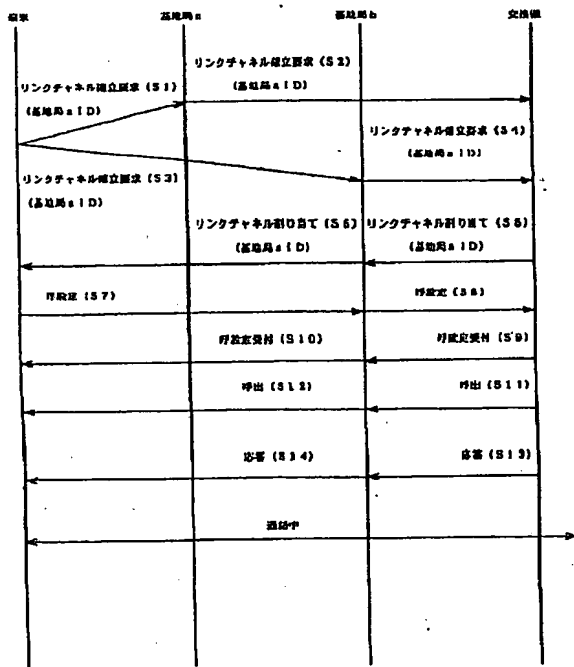 端末
基地局a
基地局b
交換機
リンクチャネル確立要求（S2）
（基地局aID）
リンクチャネル確立要求（S1）
（基地局aID）
リンクチャネル確立要求（S4）
（基地局aID）
リンクチャネル確立要求（S3）
（基地局aID）
リンクチャネル割り当て（S6）
（基地局aID）
リンクチャネル割り当て（S5）
（基地局aID）
呼設定（S7）
呼設定（S8）
呼設定受付（S10）
呼設定受付（S9）
呼出（S12）
呼出（S11）
応答（S14）
応答（S13）
通話中